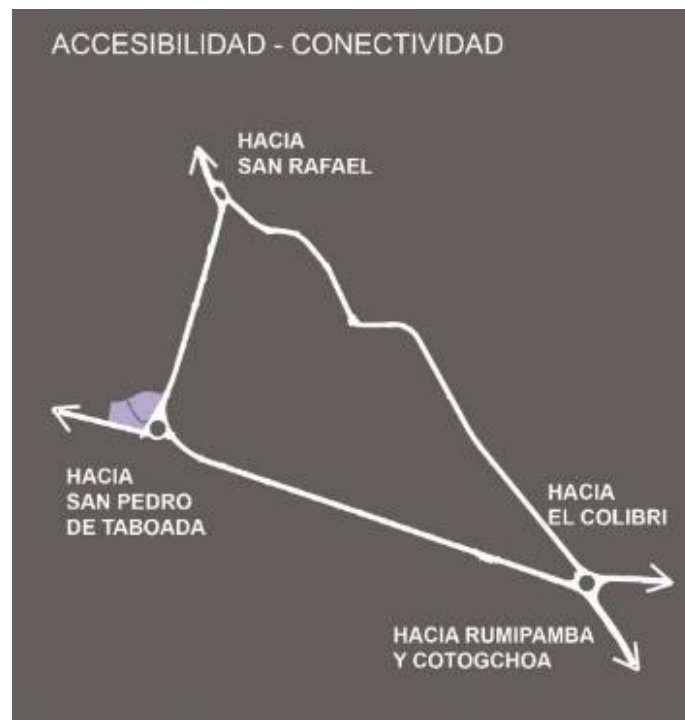 ACCESIBILIDAD - CONECTIVIDAD
HACIA
SAN RAFAEL
HACIA
SAN PEDRO
DE TABOADA
HACIA
EL COLIBRI
HACIA RUMIPAMBA
Y COTOGCHOA